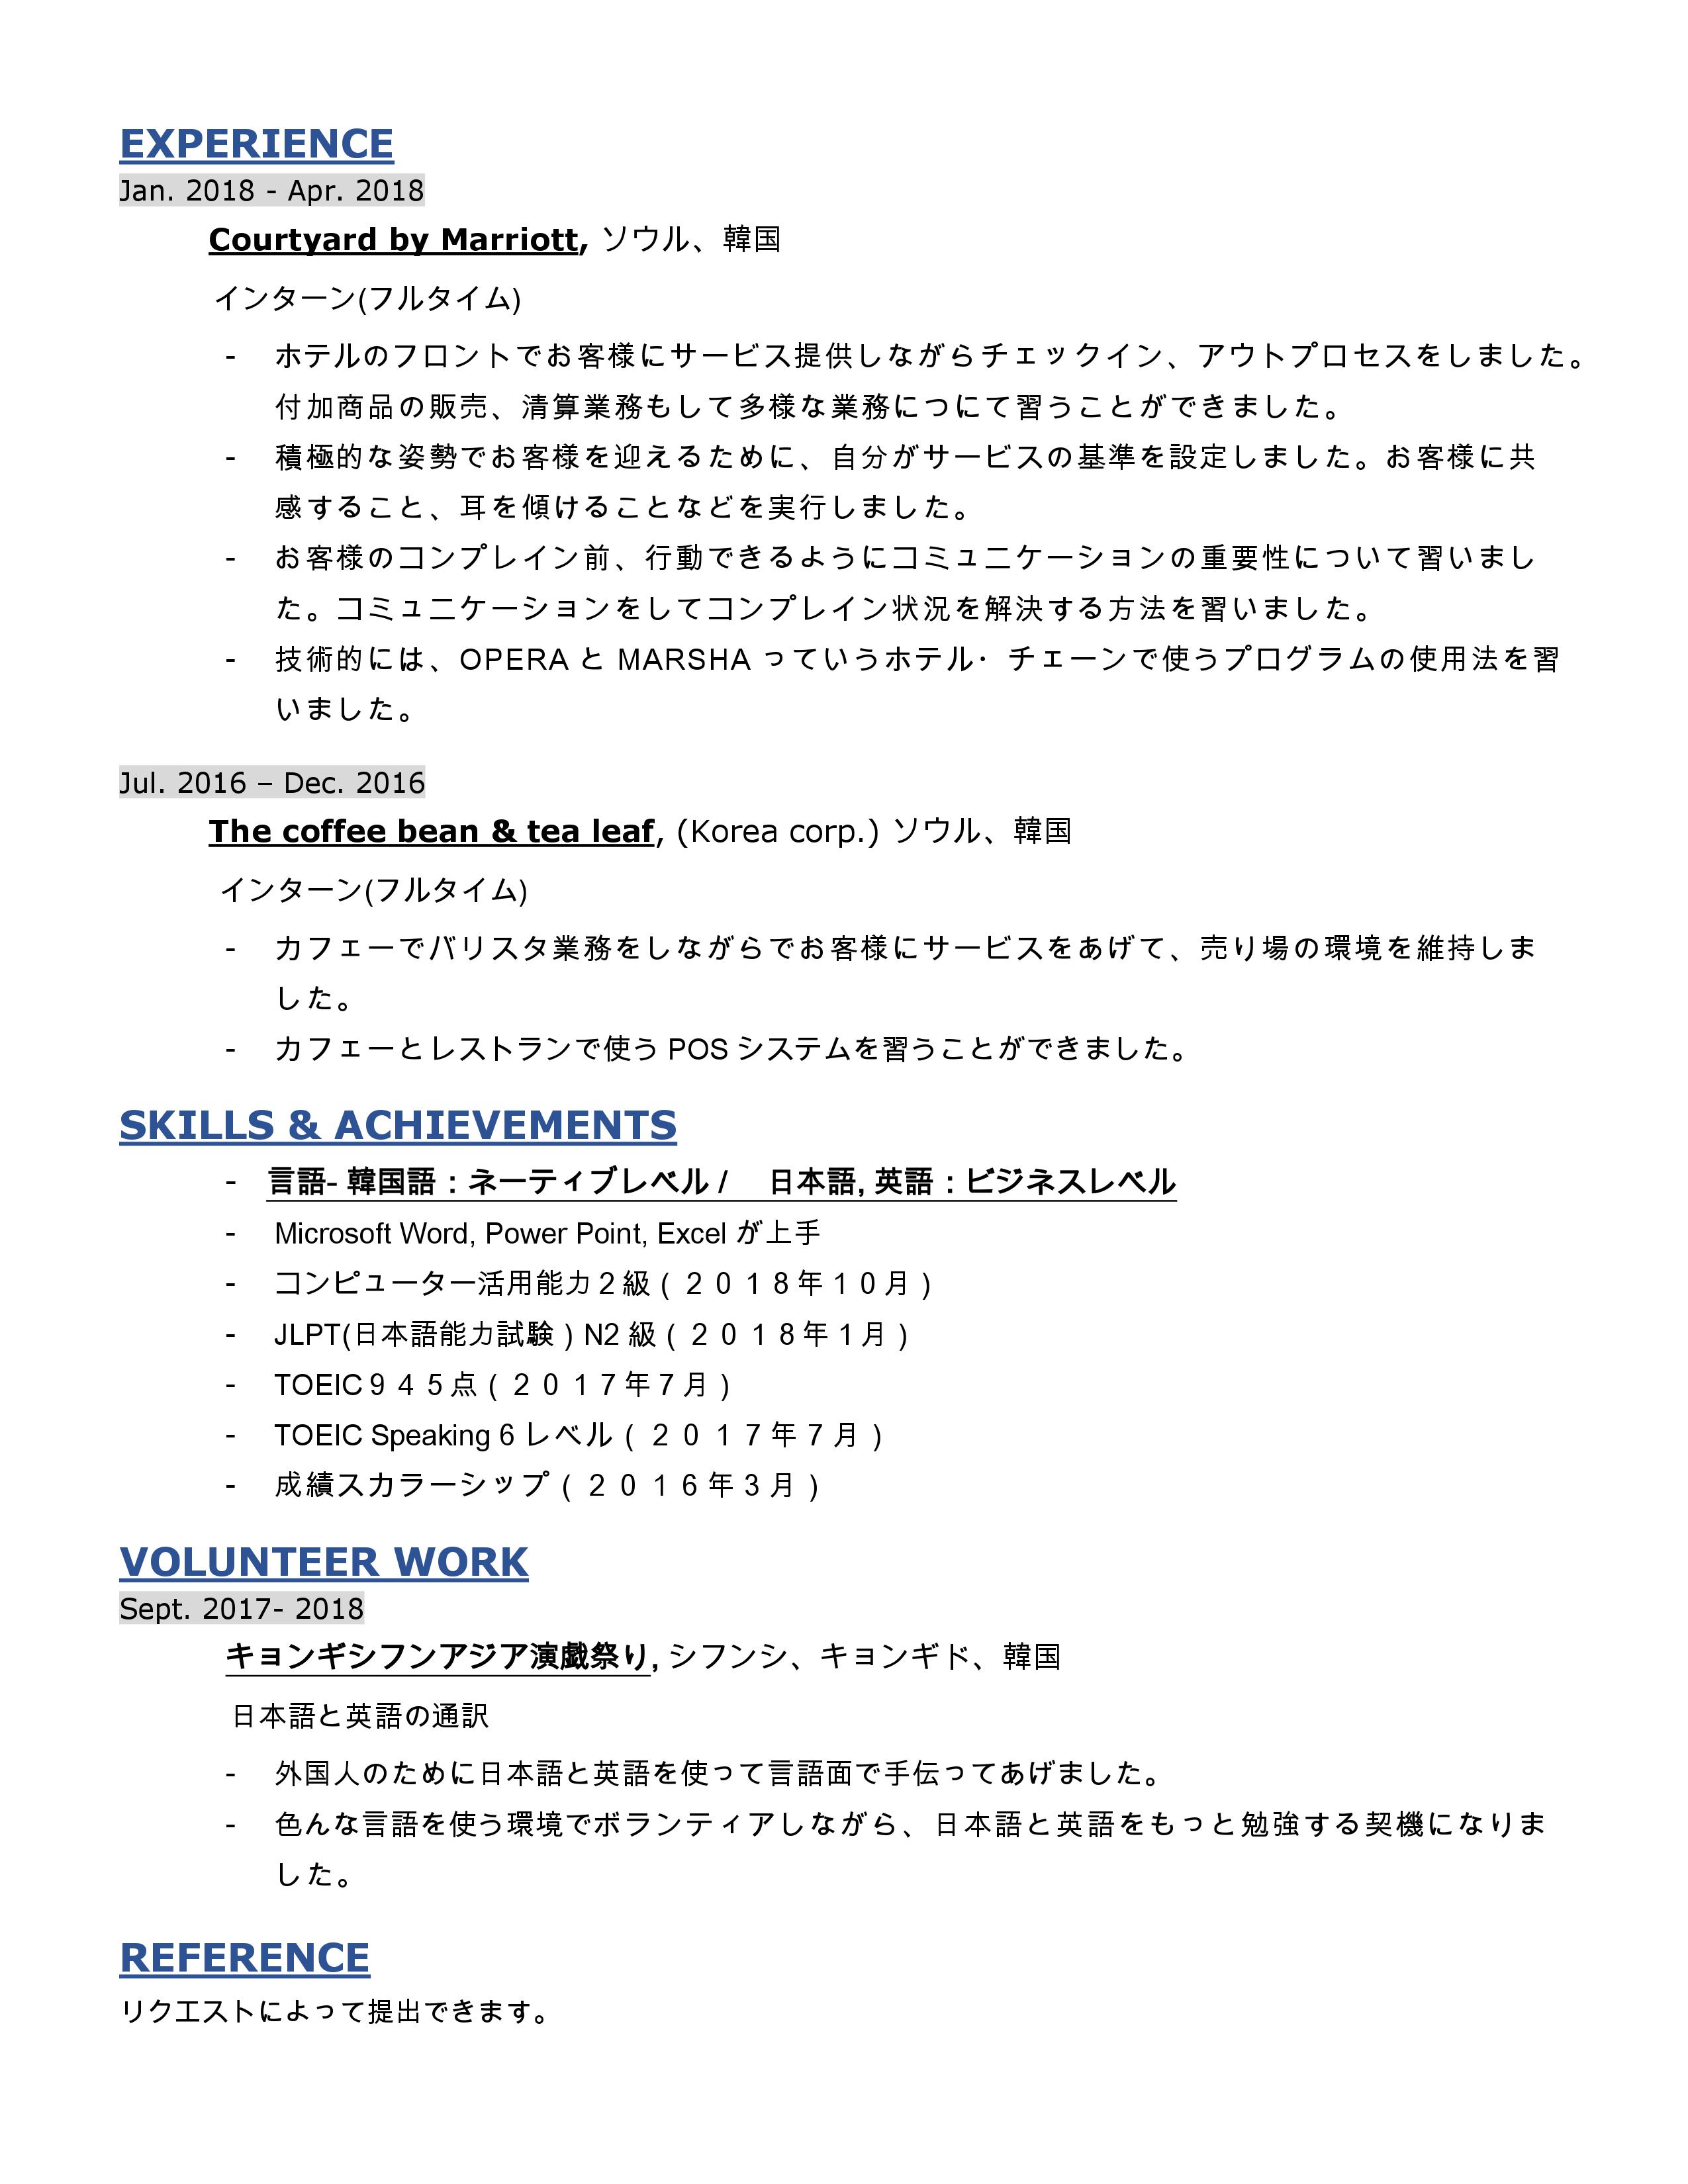 EXPERIENCE
Jan. 2018 - Apr. 2018
Courtyard by Marriott, ソウル、韓国
インターン(フルタイム)
- ホテルのフロントでお客様にサービス提供しながらチェックイン、アウトプロセスをしました。
付加商品の販売、清算業務もして多様な業務につにて習うことができました。
- 積極的な姿勢でお客様を迎えるために、自分がサービスの基準を設定しました。お客様に共
感すること、耳を傾けることなどを実行しました。
- お客様のコンプレイン前、行動できるようにコミュニケーションの重要性について習いまし
た。コミュニケーションをしてコンプレイン状況を解決する方法を習いました。
- 技術的には、OPERA と MARSHA っていうホテル・チェーンで使うプログラムの使用法を習
いました。
Jul. 2016 – Dec. 2016
The coffee bean & tea leaf, (Korea corp.) ソウル、韓国
インターン(フルタイム)
- カフェーでバリスタ業務をしながらでお客様にサービスをあげて、売り場の環境を維持しま
した。
- カフェーとレストランで使う POS システムを習うことができました。
SKILLS & ACHIEVEMENTS
- 言語- 韓国語：ネーティブレベル /　日本語, 英語：ビジネスレベル
- Microsoft Word, Power Point, Excel が上手
- コンピューター活用能力２級（２０１８年１０月）
- JLPT(日本語能力試験）N2 級（２０１８年１月）
- TOEIC９４５点（２０１７年７月）
- TOEIC Speaking 6 レベル（２０１７年７月）
- 成績スカラーシップ（２０１６年３月）
VOLUNTEER WORK
Sept. 2017- 2018
キョンギシフンアジア演戯祭り, シフンシ、キョンギド、韓国
日本語と英語の通訳
- 外国人のために日本語と英語を使って言語面で手伝ってあげました。
- 色んな言語を使う環境でボランティアしながら、日本語と英語をもっと勉強する契機になりま
した。
REFERENCE
リクエストによって提出できます。